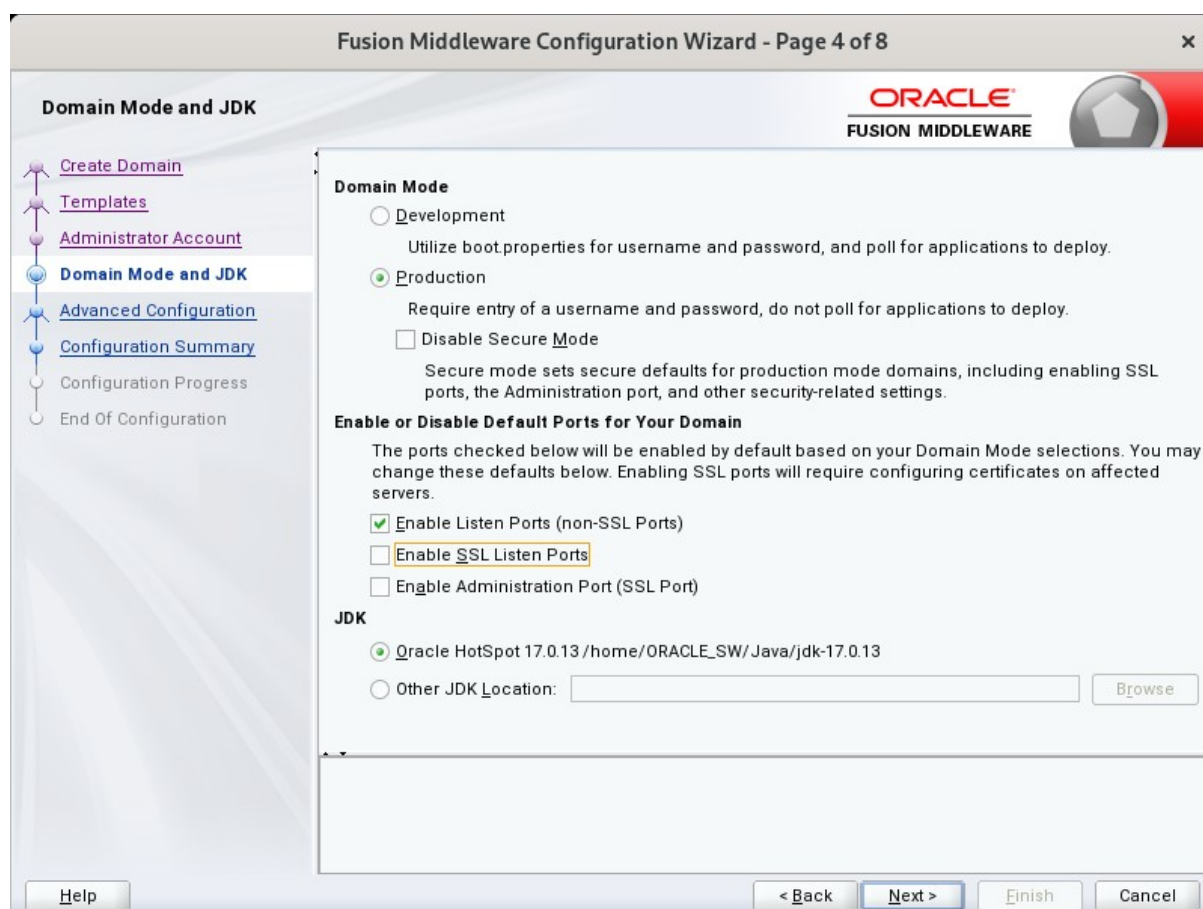 Fusion Middleware Configuration Wizard - Page 4 of 8
×
Domain Mode and JDK
ORACLE
FUSION MIDDLEWARE
Create Domain
Templates
Administrator Account
Domain Mode and JDK
Advanced Configuration
Configuration Summary
Configuration Progress
End Of Configuration
Domain Mode
Development
Utilize boot.properties for username and password, and poll for applications to deploy.
Production
Require entry of a username and password, do not poll for applications to deploy.
Disable Secure Mode
Secure mode sets secure defaults for production mode domains, including enabling SSL
ports, the Administration port, and other security-related settings.
Enable or Disable Default Ports for Your Domain
The ports checked below will be enabled by default based on your Domain Mode selections. You may
change these defaults below. Enabling SSL ports will require configuring certificates on affected
servers.
Enable Listen Ports (non-SSL Ports)
Enable SSL Listen Ports
Enable Administration Port (SSL Port)
JDK
Oracle HotSpot 17.0.13 /home/ORACLE_SW/Java/jdk-17.0.13
Other JDK Location:
Browse
Help
< Back
Next >
Finish
Cancel